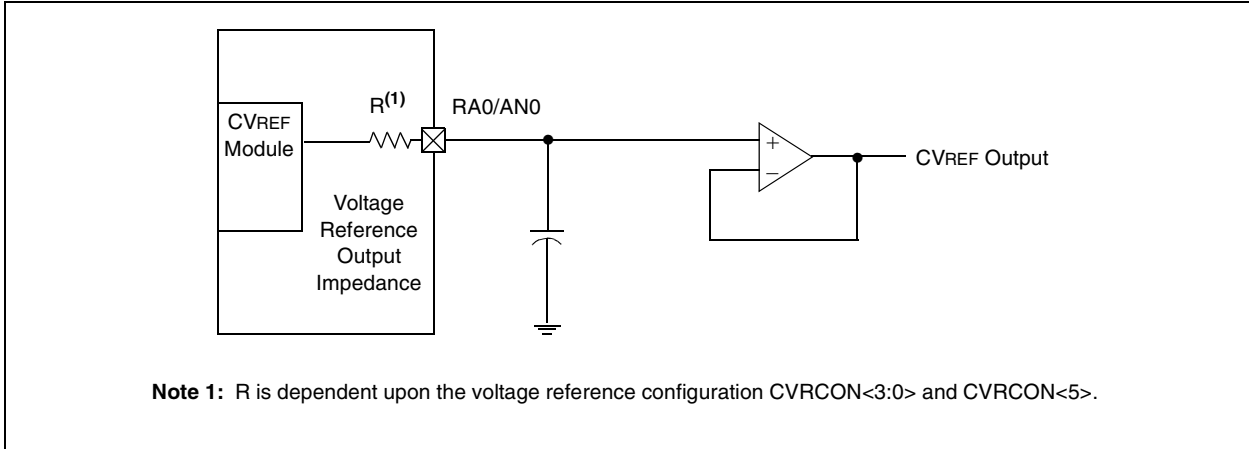 R(1)
RA0/AN0
CVREF
Module
+
−
CVREF Output
Voltage
Reference
Output
Impedance
Note 1: R is dependent upon the voltage reference configuration CVRCON<3:0> and CVRCON<5>.